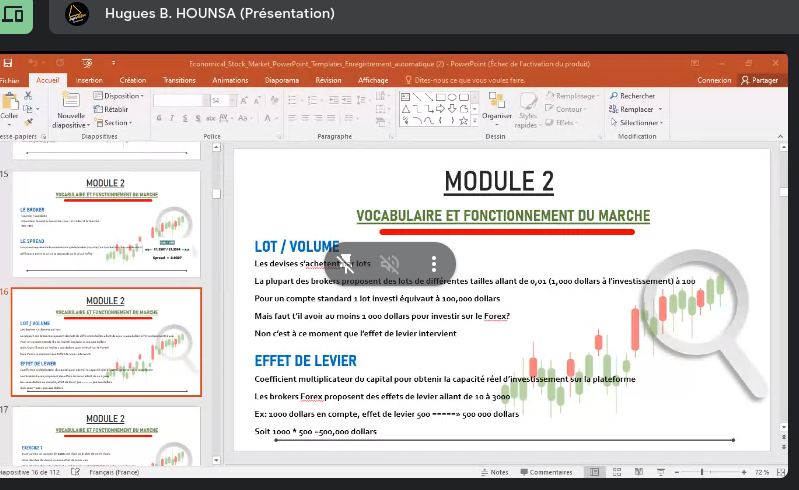 Hugues B. HOUNSA (Présentation)
Economical_Stock_Market_PowerPoint_Templates_Enregistrement_automatique (2) - PowerPoint (Échec de l'activation du produit)
Fichier Accueil Insertion Création Transitions Animations Diaporama Révision Affichage Dites-nous ce que vous voulez faire. Connexion Partager
Coller
Nouvelle diapositive
Disposition
Rétablir
Section
54
Organiser
Styles rapides
Remplissage
Contour
Effets
Rechercher
Remplacer
Sélectionner
Presse-papiers Diapositives Police Paragraphe Dessin Modification
15
MODULE 2
VOCABULAIRE ET FONCTIONNEMENT DU MARCHE
LE BROKER
LE SPREAD
16
MODULE 2
VOCABULAIRE ET FONCTIONNEMENT DU MARCHE
LOT / VOLUME
EFFET DE LEVIER
17
MODULE 2
VOCABULAIRE ET FONCTIONNEMENT DU MARCHE
EXERCICE 1
MODULE 2
VOCABULAIRE ET FONCTIONNEMENT DU MARCHE
LOT / VOLUME
Les devises s'achetent par lots
La plupart des brokers proposent des lots de différentes tailles allant de 0,01 (1,000 dollars à l'investissement) à 100
Pour un compte standard 1 lot investi équivaut à 100,000 dollars
Mais faut t'il avoir au moins 1 000 dollars pour investir sur le Forex?
Non c'est à ce moment que l'effet de levier intervient
EFFET DE LEVIER
Coefficient multiplicateur du capital pour obtenir la capacité réel d'investissement sur la plateforme
Les brokers Forex proposent des effets de levier allant de 10 à 3000
Ex: 1000 dollars en compte, effet de levier 500 =====» 500 000 dollars
Soit 1000 * 500 =500,000 dollars
Diapositive 16 de 112 Français (France) Notes Commentaires 72 %